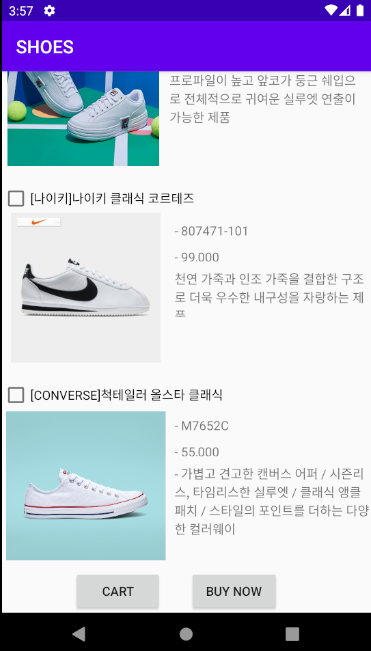 3:57
SHOES
프로파일이 높고 앞코가 둥근 쉐입으
로 전체적으로 귀여운 실루엣 연출이
가능한 제품
[나이키]나이키 클래식 코르테즈
- 807471-101
- 99.000
천연 가죽과 인조 가죽을 결합한 구조
로 더욱 우수한 내구성을 자랑하는 제
프
[CONVERSE]척테일러 올스타 클래식
- M7652C
- 55.000
- 가볍고 견고한 캔버스 어퍼 / 시즌리
스, 타임리스한 실루엣 / 클래식 앵클
패치 / 스타일의 포인트를 더하는 다양
한 컬러웨이
CART
BUY NOW